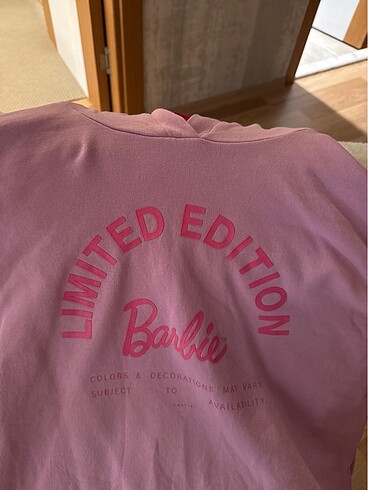 LIMITED EDITION
Barbie
COLORS & DECORATIONS MAY VARY.
SUBJECT TO
AVAILABILITY.